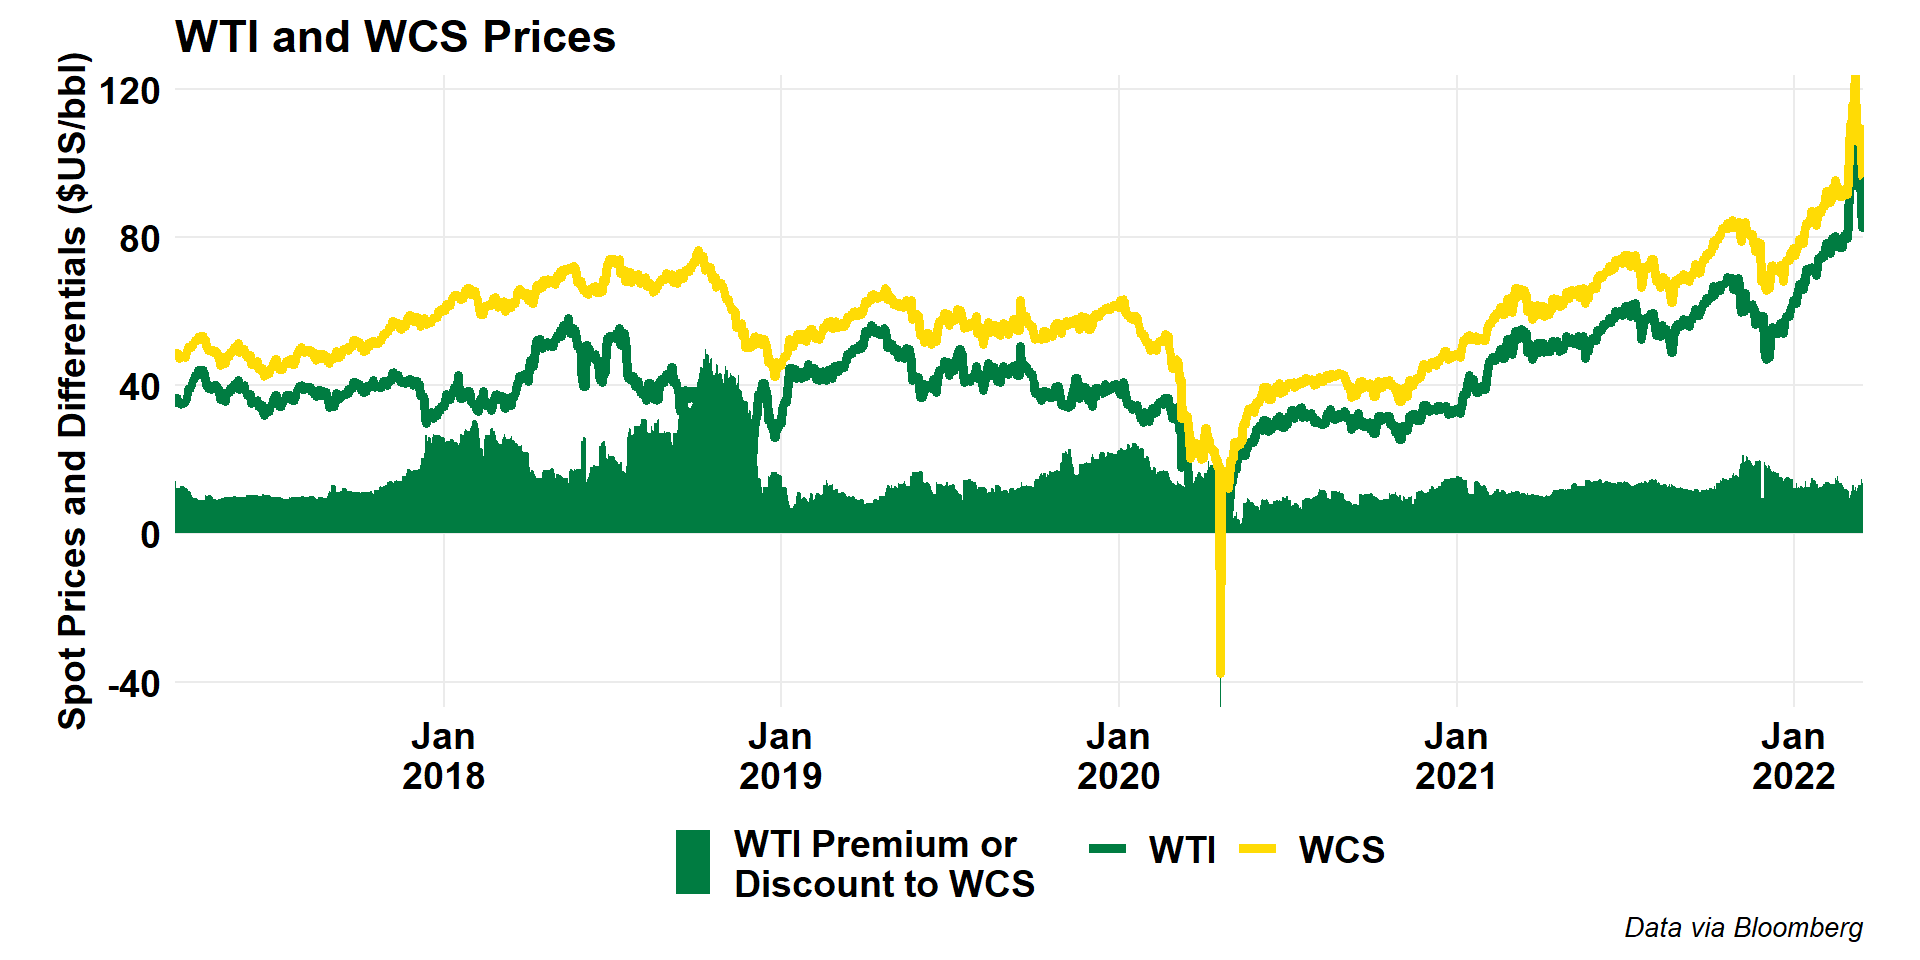 WTI and WCS Prices
Spot Prices and Differentials ($US/bbl)
120
80
40
0
-40
Jan
2018
Jan
2019
Jan
2020
Jan
2021
Jan
2022
WTI Premium or
Discount to WCS
WTI
WCS
Data via Bloomberg